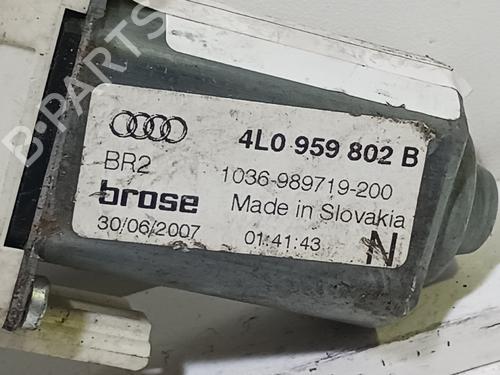 4L0 959 802 B
BR2 1036-989719-200
brose Made in Slovakia
30/06/2007 01:41:43 N
B-PARTS